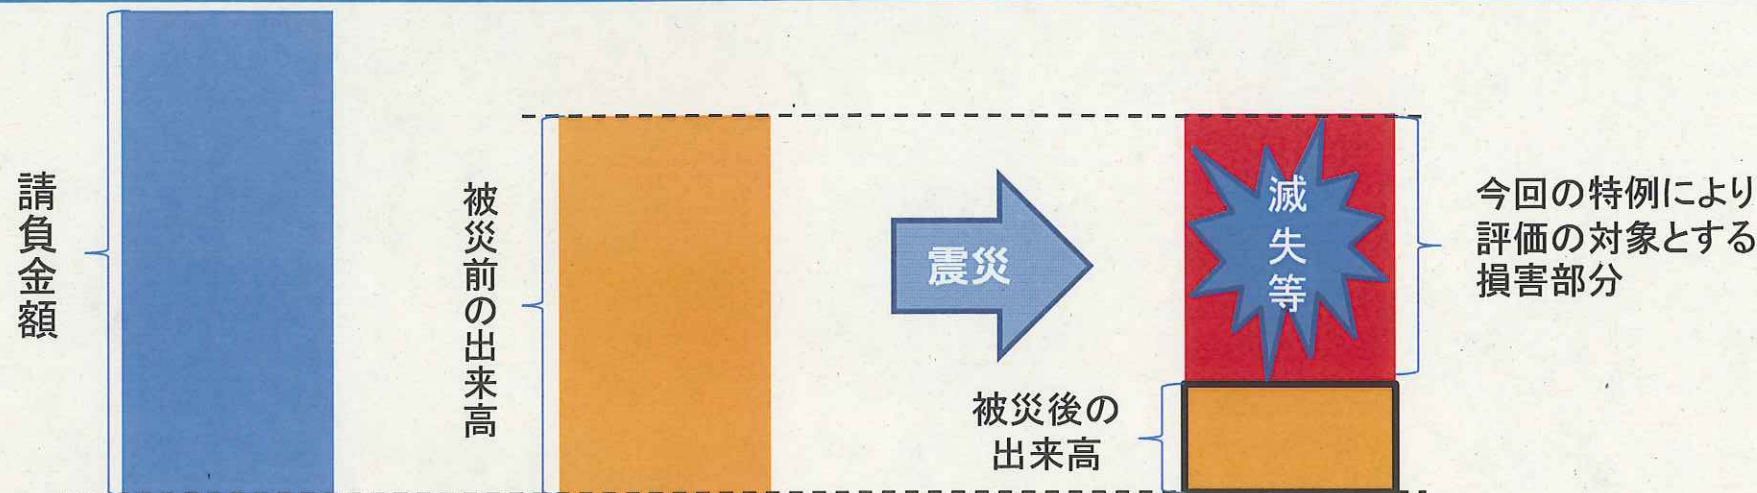 請負金額
被災前の出来高
震災
滅失等
今回の特例により
評価の対象とする
損害部分
被災後の
出来高